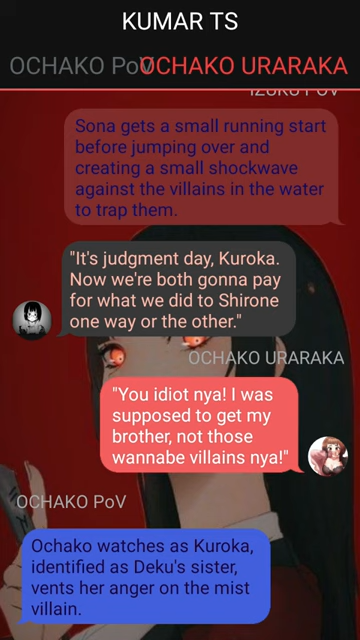 KUMAR TS
OCHAKO PoV
OCHAKO URARAKA
IZUKU POV
Sona gets a small running start
before jumping over and
creating a small shockwave
against the villains in the water
to trap them.
"It's judgment day, Kuroka.
Now we're both gonna pay
for what we did to Shirone
one way or the other."
OCHAKO URARAKA
"You idiot nya! I was
supposed to get my
brother, not those
wannabe villains nya!"
OCHAKO PoV
Ochako watches as Kuroka,
identified as Deku's sister,
vents her anger on the mist
villain.